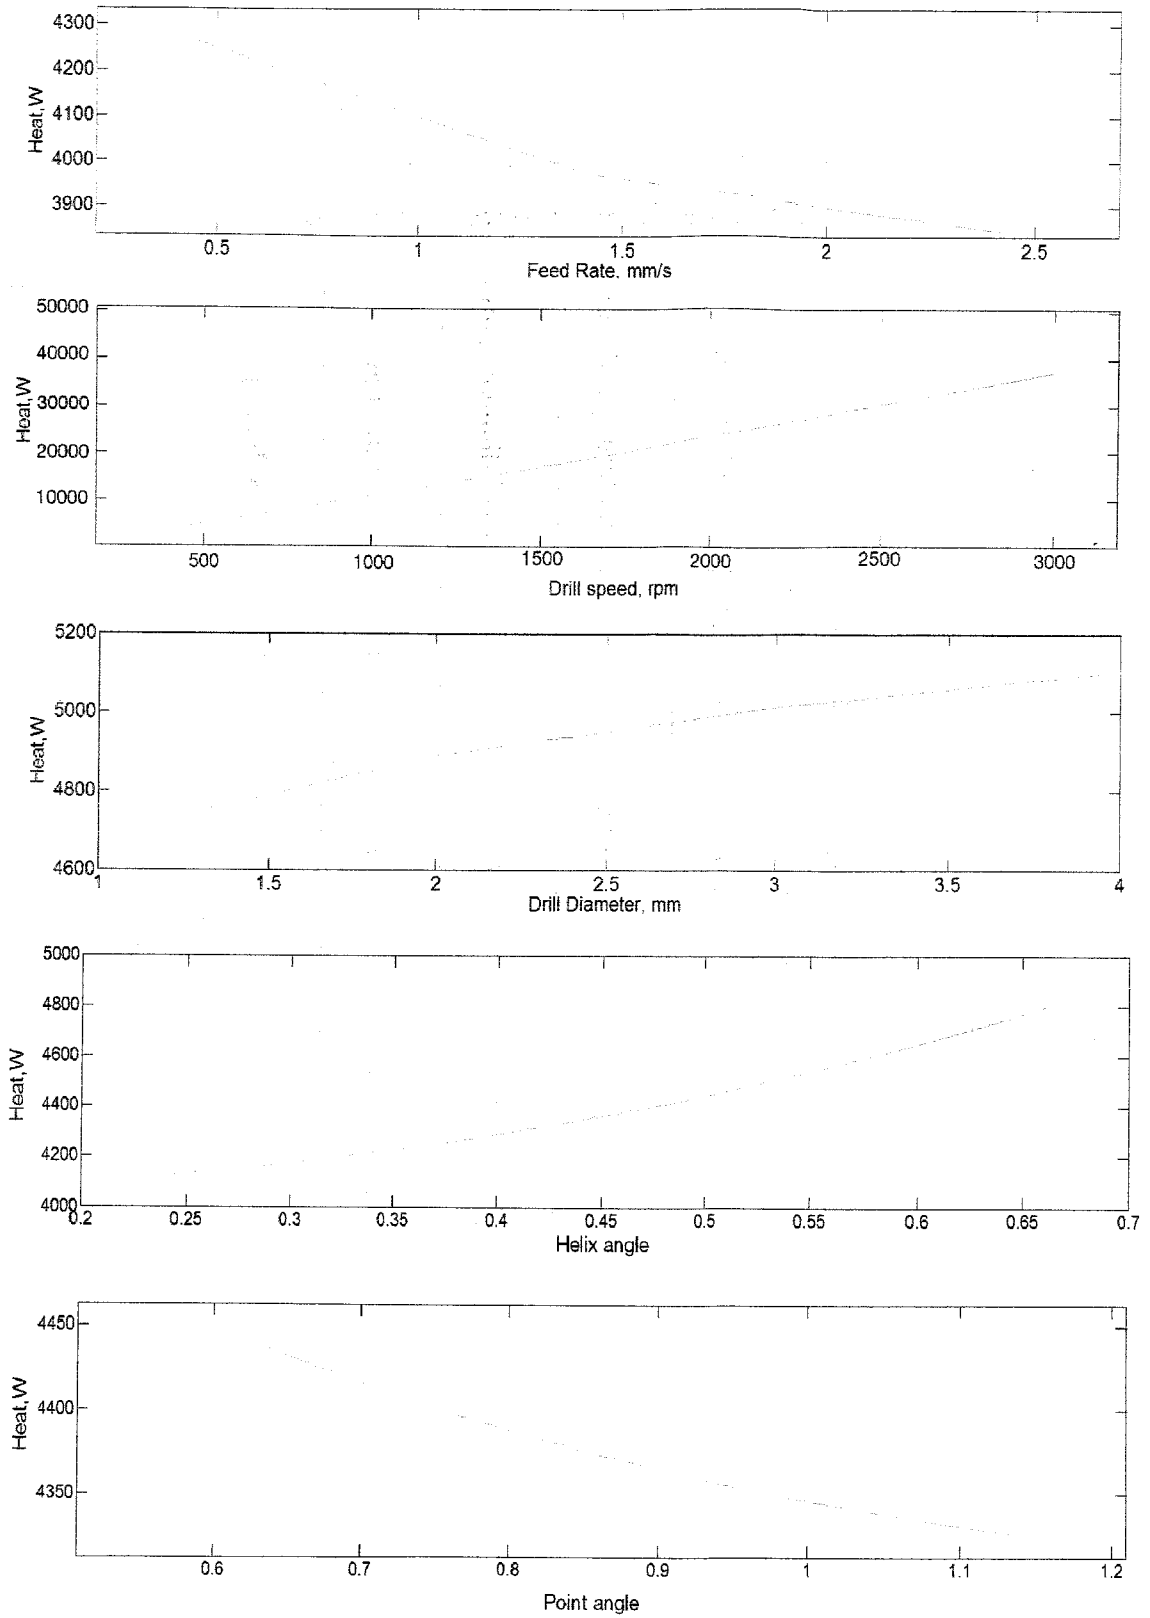 4300
4200
4100
4000
3900
Heat,W
0.5 1 1.5 2 2.5
Feed Rate, mm/s
50000
40000
30000
20000
10000
Heat,W
500 1000 1500 2000 2500 3000
Drill speed, rpm
5200
5000
4800
4600
Heat,W
1 1.5 2 2.5 3 3.5 4
Drill Diameter, mm
5000
4800
4600
4400
4200
4000
Heat,W
0.2 0.25 0.3 0.35 0.4 0.45 0.5 0.55 0.6 0.65 0.7
Helix angle
4450
4400
4350
Heat,W
0.6 0.7 0.8 0.9 1 1.1 1.2
Point angle